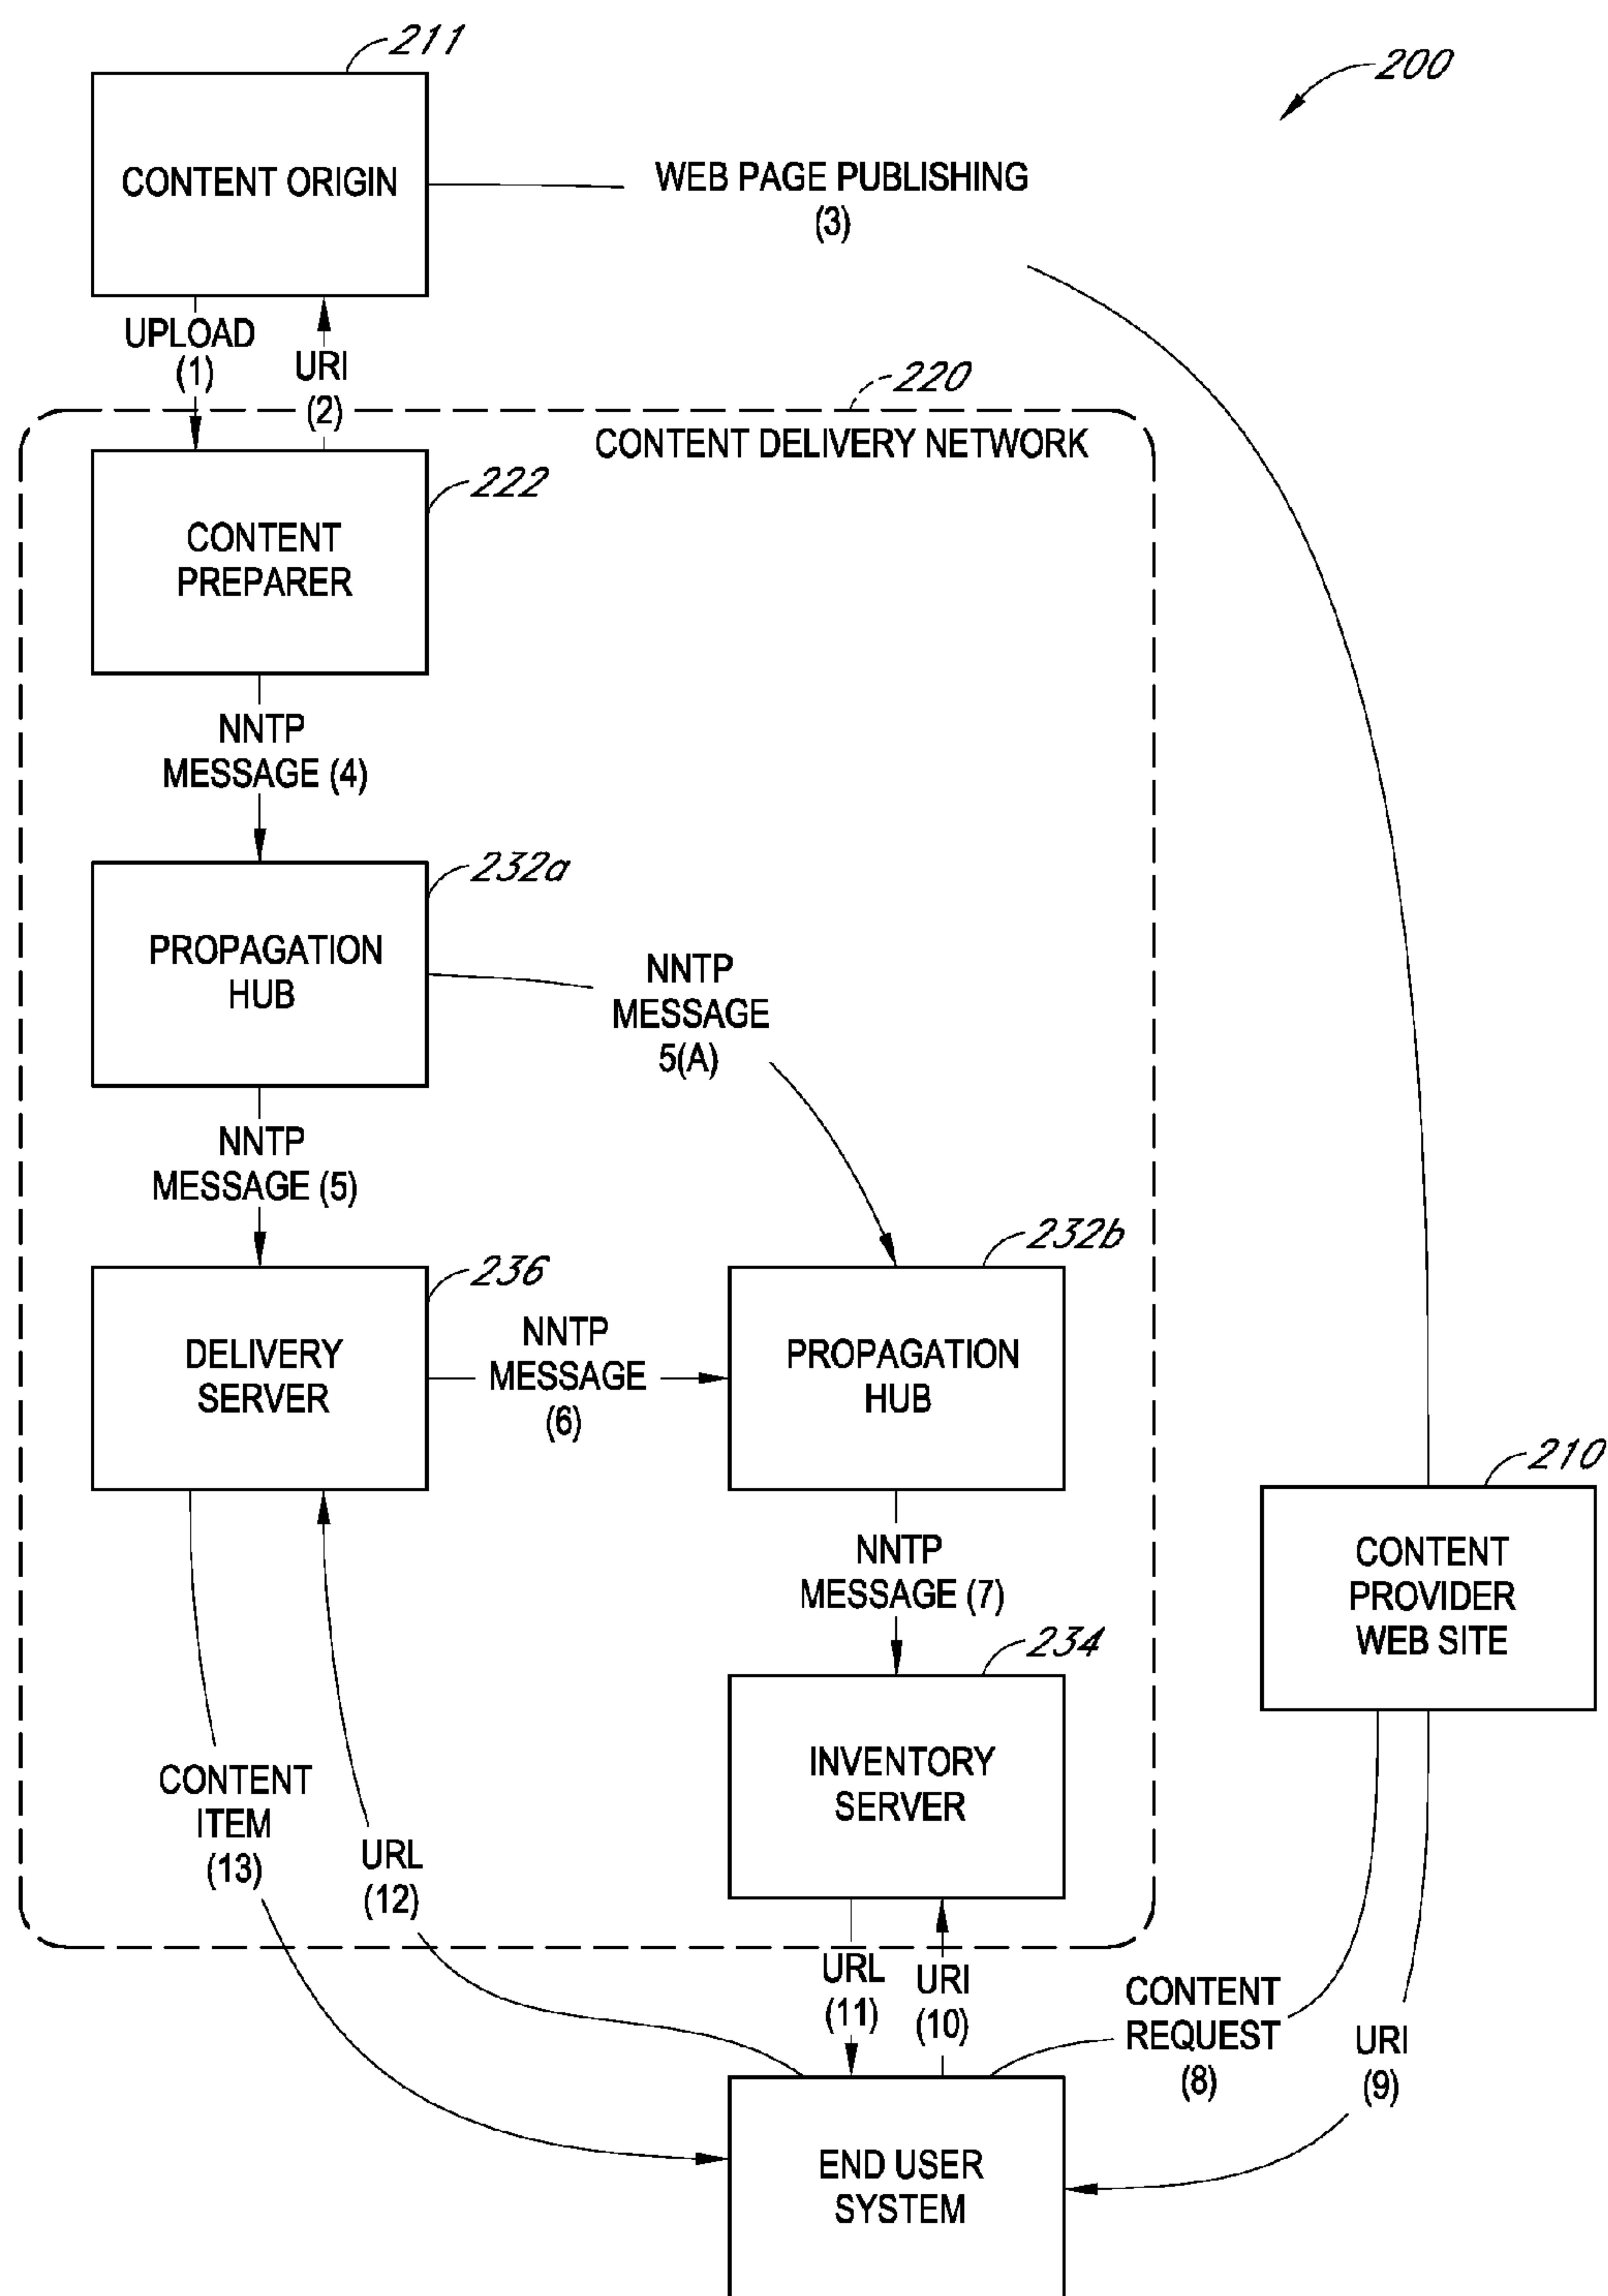 211
200
CONTENT ORIGIN
WEB PAGE PUBLISHING
(3)
UPLOAD
(1)
URI
(2)
220
CONTENT DELIVERY NETWORK
222
CONTENT
PREPARER
NNTP
MESSAGE (4)
232a
PROPAGATION
HUB
NNTP
MESSAGE
5(A)
NNTP
MESSAGE (5)
232b
236
DELIVERY
SERVER
NNTP
MESSAGE
(6)
PROPAGATION
HUB
210
CONTENT
PROVIDER
WEB SITE
NNTP
MESSAGE (7)
234
INVENTORY
SERVER
CONTENT
ITEM
(13)
URL
(12)
URL
(11)
URI
(10)
CONTENT
REQUEST
(8)
URI
(9)
END USER
SYSTEM